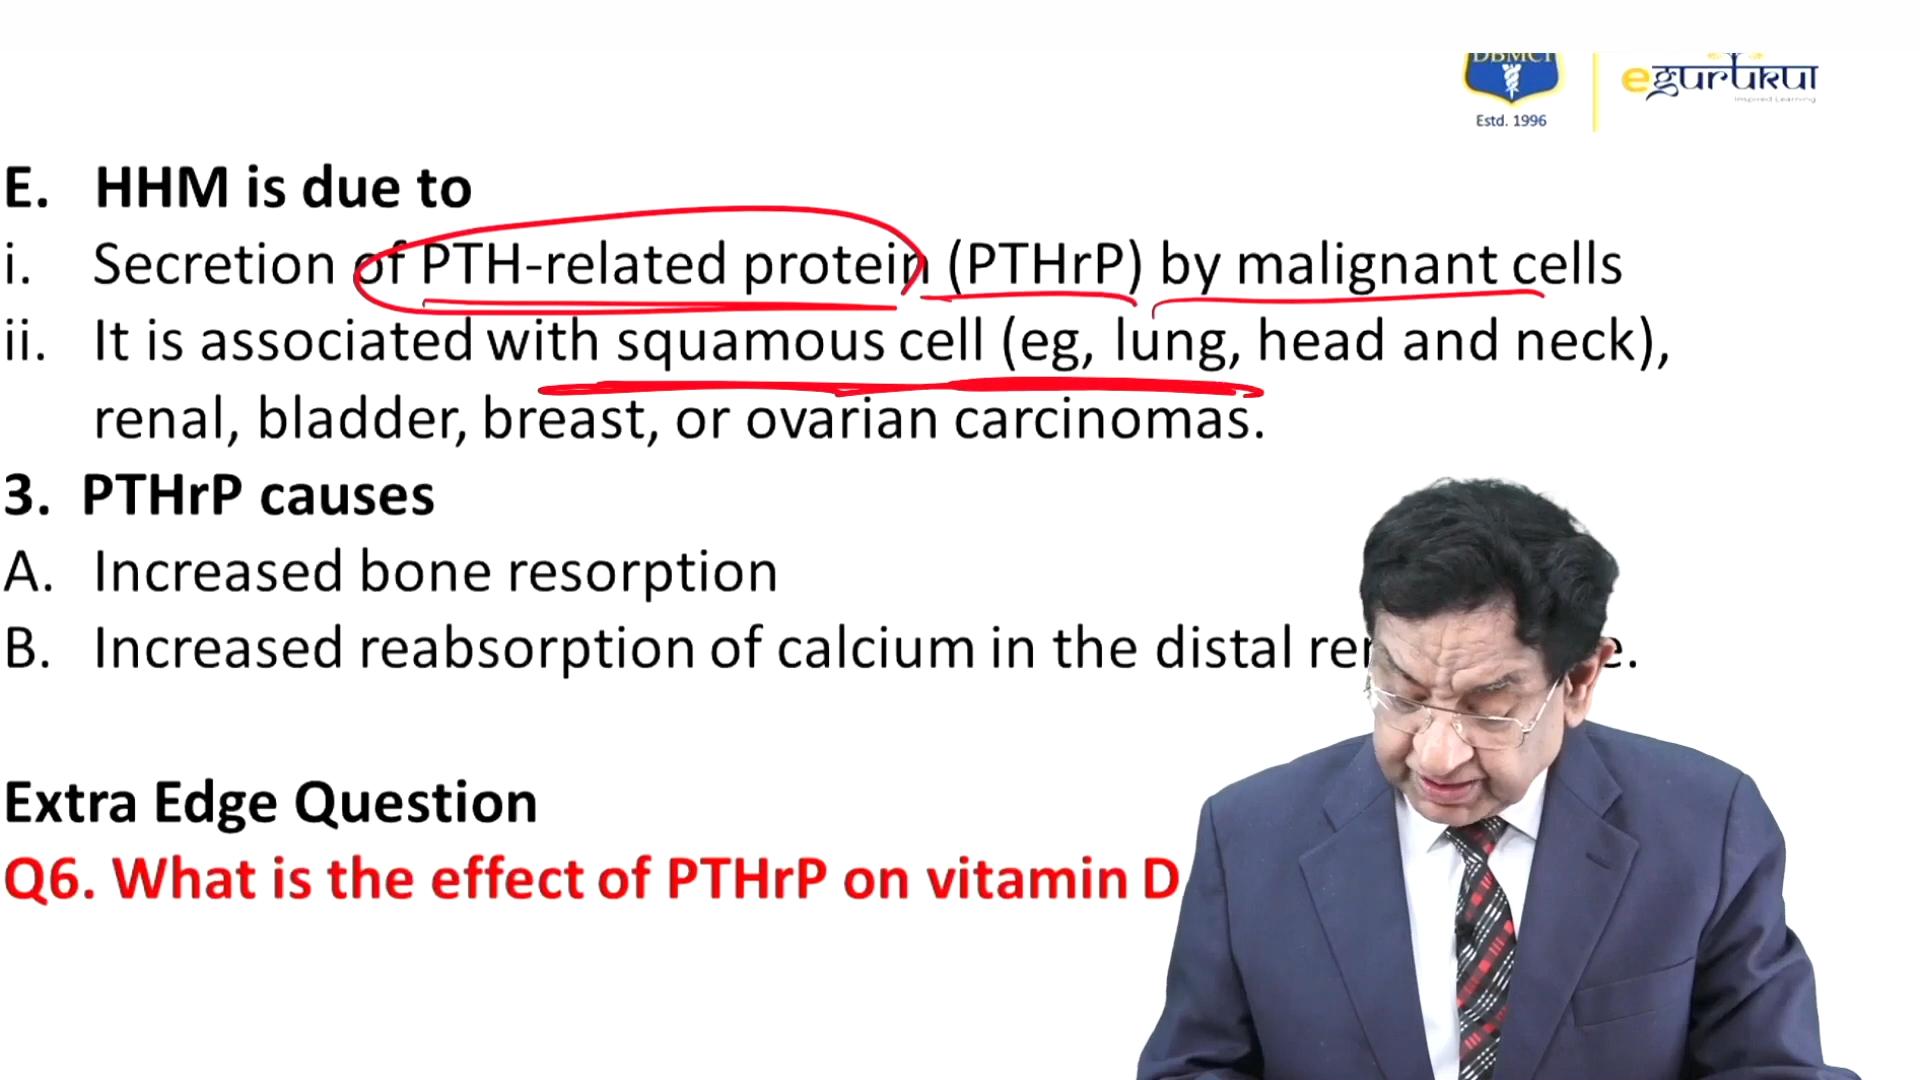 DBMCI
Estd. 1996
egurukul
Inspired Learning
E. HHM is due to
i. Secretion of PTH-related protein (PTHrP) by malignant cells
ii. It is associated with squamous cell (eg, lung, head and neck),
renal, bladder, breast, or ovarian carcinomas.
3. PTHrP causes
A. Increased bone resorption
B. Increased reabsorption of calcium in the distal
Extra Edge Question
Q6. What is the effect of PTHrP on vitamin D